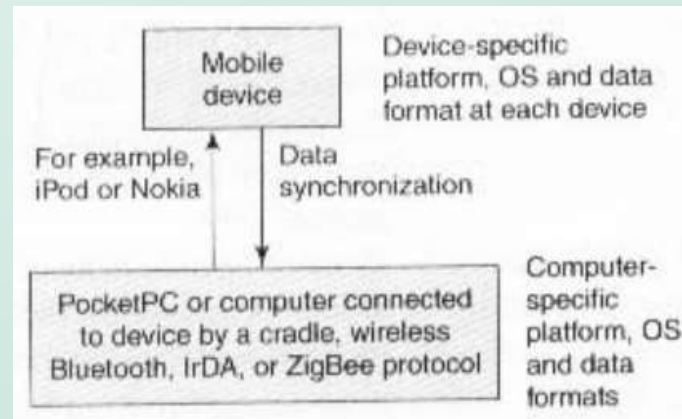 Mobile
device
Device-specific
platform, OS and data
format at each device
For example,
iPod or Nokia
Data
synchronization
PocketPC or computer connected
to device by a cradle, wireless
Bluetooth, IrDA, or ZigBee protocol
Computer-
specific
platform, OS
and data
formats